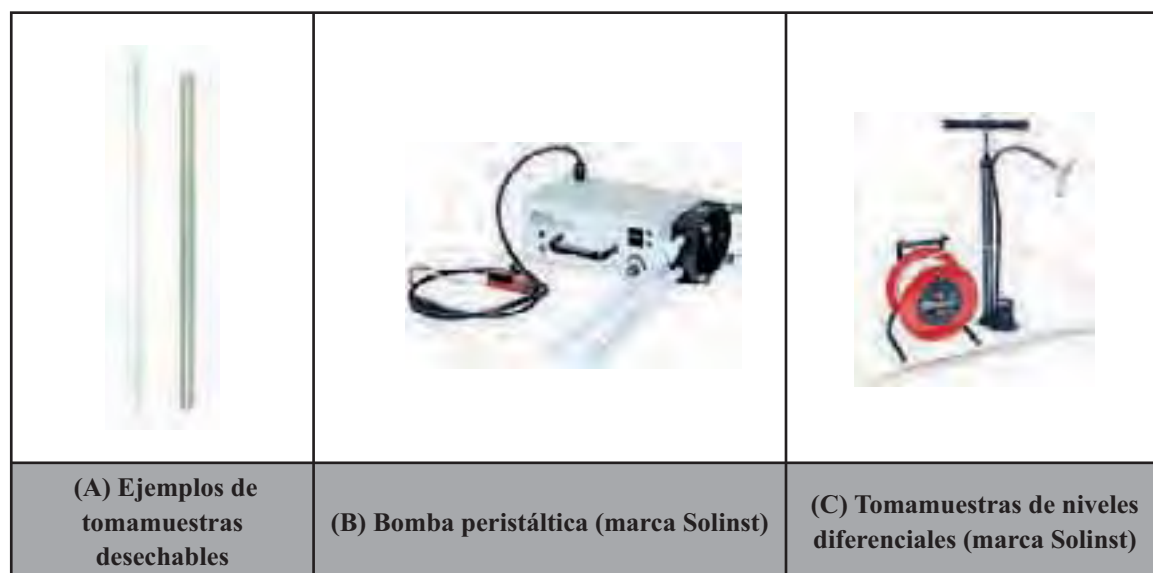 (A) Ejemplos de
tomamuestras
desechables
(B) Bomba peristáltica (marca Solinst)
(C) Tomamuestras de niveles
diferenciales (marca Solinst)